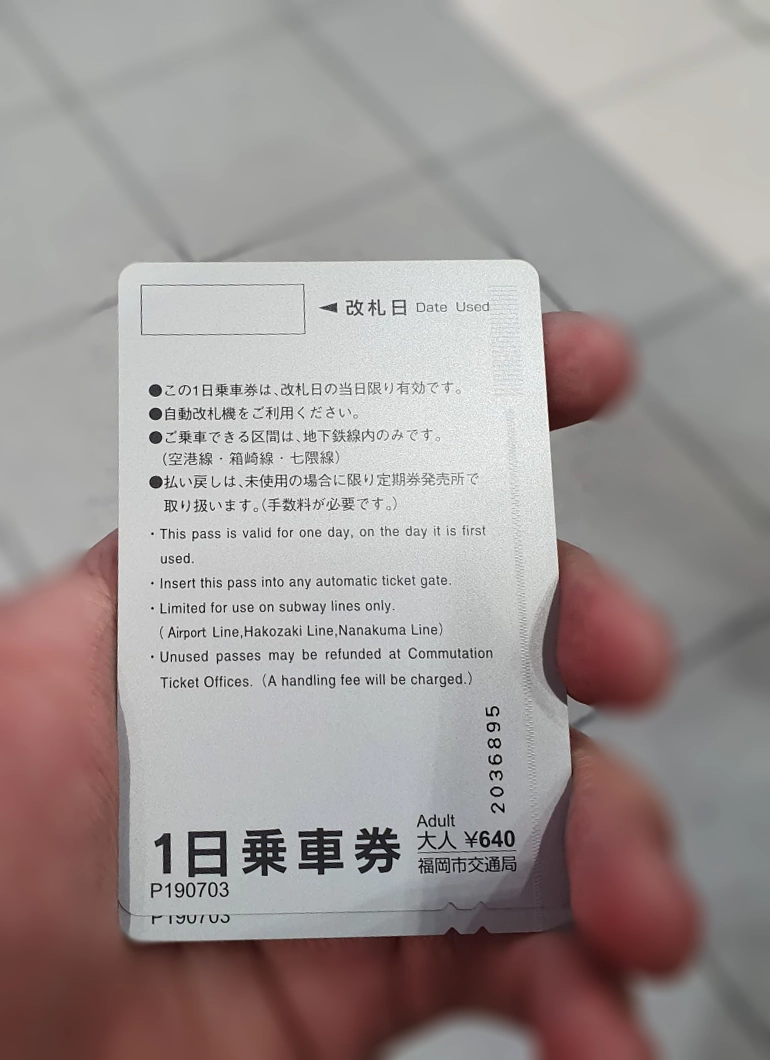 ◀ 改札日 Date Used
●この1日乗車券は、改札日の当日限り有効です。
●自動改札機をご利用ください。
●ご乗車できる区間は、地下鉄線内のみです。
（空港線・箱崎線・七隈線）
●払い戻しは、未使用の場合に限り定期券発売所で
取り扱います。（手数料が必要です。）
・This pass is valid for one day, on the day it is first
used.
・Insert this pass into any automatic ticket gate.
・Limited for use on subway lines only.
（Airport Line,Hakozaki Line,Nanakuma Line）
・Unused passes may be refunded at Commutation
Ticket Offices.（A handling fee will be charged.）
2036895
1日乗車券
Adult
大人 ¥640
福岡市交通局
P190703
P190703